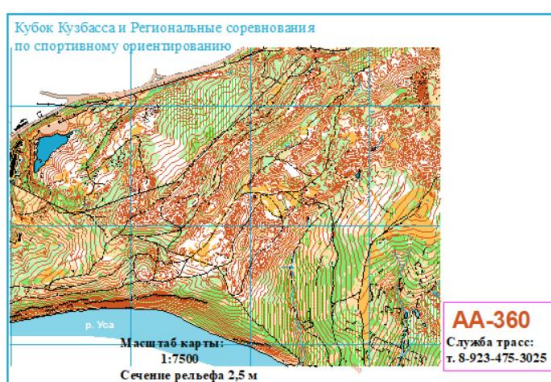 Кубок Кузбасса и Региональные соревнования
по спортивному ориентированию
р. Уса
Масштаб карты:
1:7500
Сечение рельефа 2,5 м
АА-360
Служба трасс:
т. 8-923-475-3025